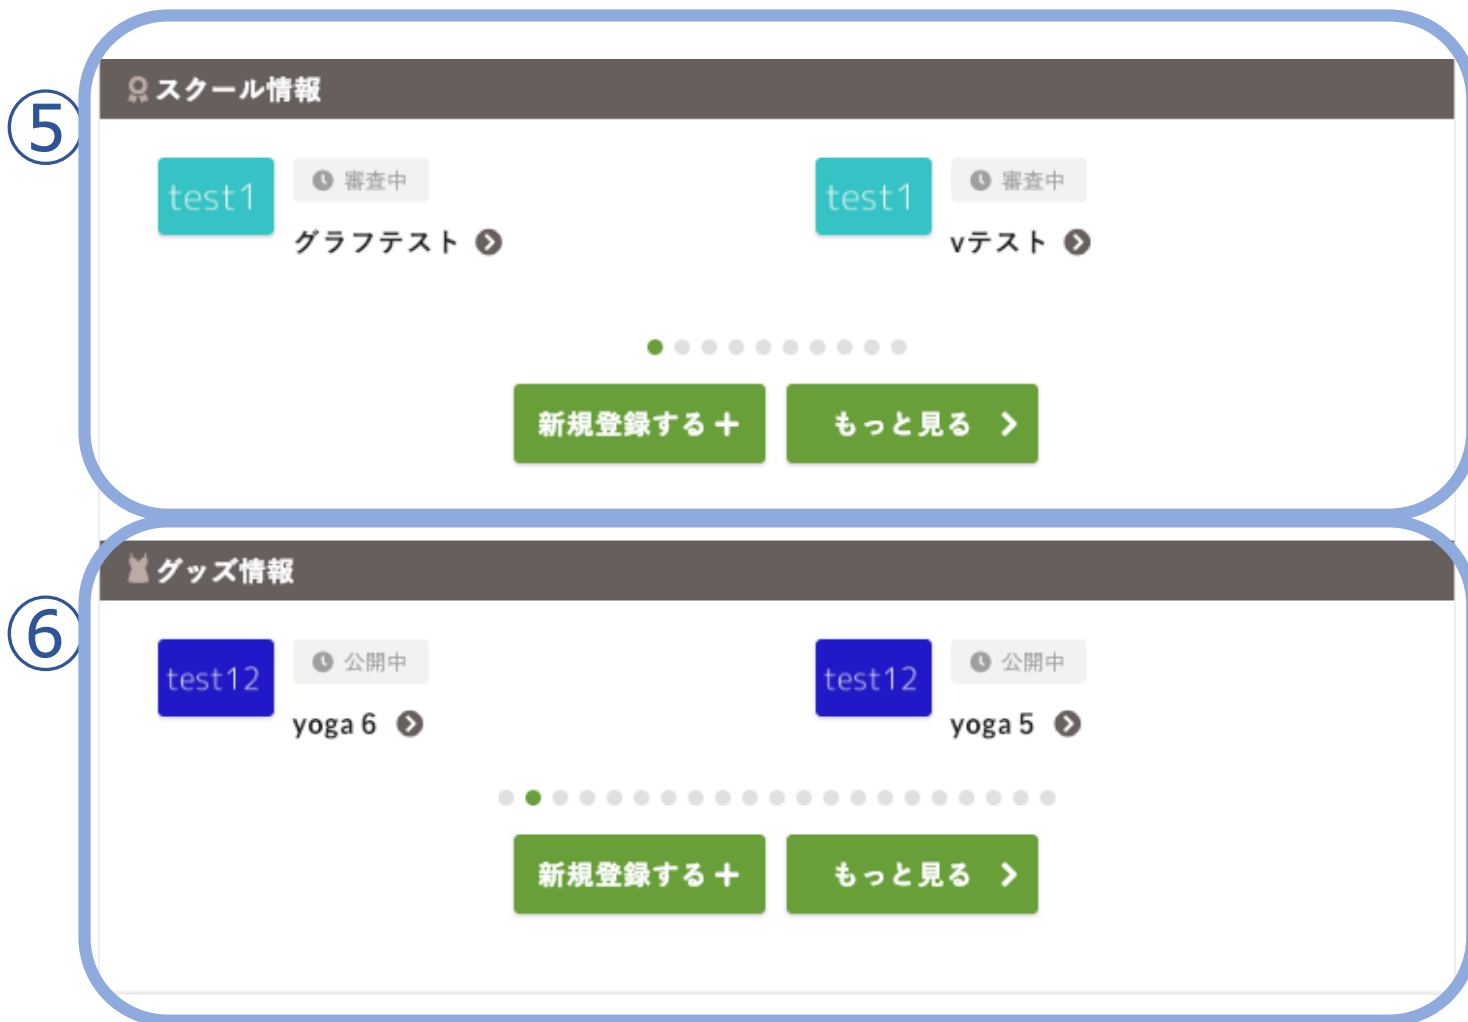 ⑤
スクール情報
test1 審査中 test1 審査中
グラフテスト vテスト
新規登録する+ もっと見る
⑥
グッズ情報
test12 公開中 test12 公開中
yoga 6 yoga 5
新規登録する+ もっと見る